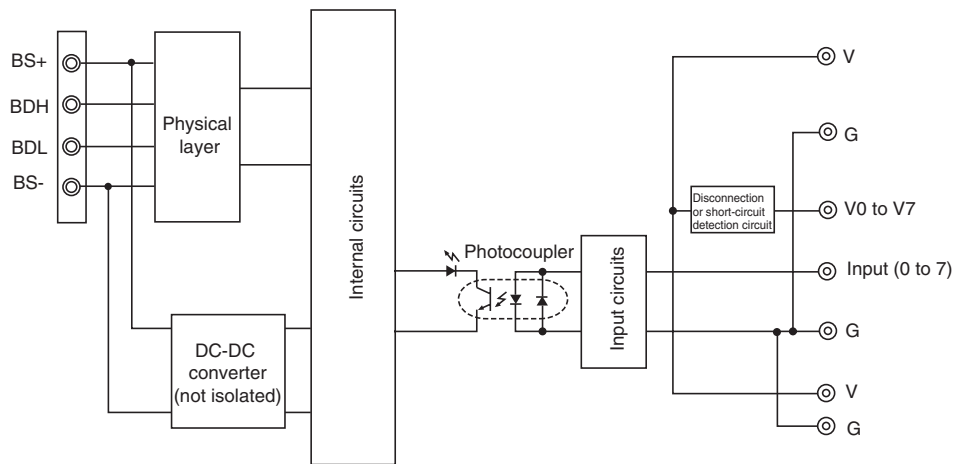 BS+
BDH
BDL
BS-
Physical
layer
DC-DC
converter
(not isolated)
Internal circuits
Photocoupler
Input circuits
Disconnection
or short-circuit
detection circuit
V
G
V0 to V7
Input (0 to 7)
G
V
G